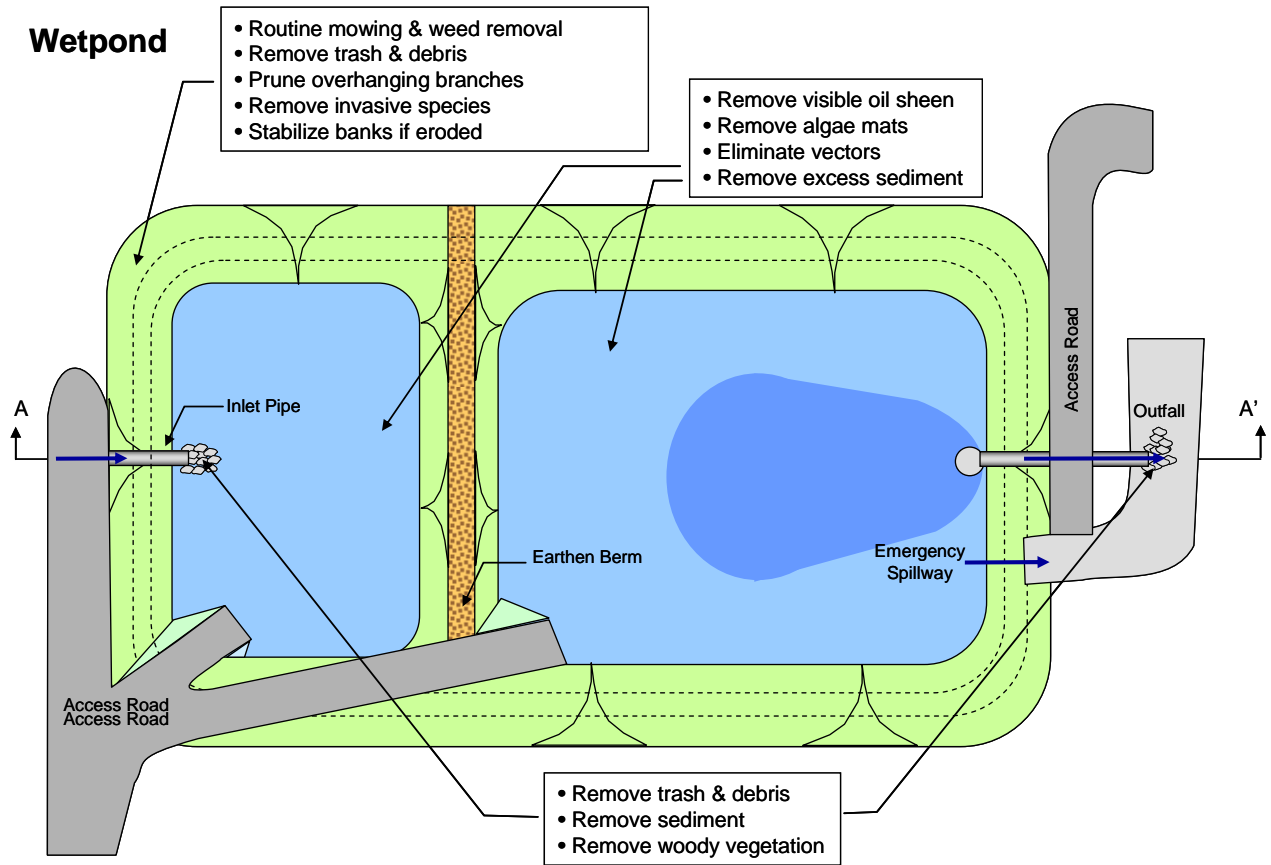 Wetpond
• Routine mowing & weed removal
• Remove trash & debris
• Prune overhanging branches
• Remove invasive species
• Stabilize banks if eroded
• Remove visible oil sheen
• Remove algae mats
• Eliminate vectors
• Remove excess sediment
A
Inlet Pipe
Access Road
Outfall
A'
Earthen Berm
Emergency
Spillway
Access Road
Access Road
• Remove trash & debris
• Remove sediment
• Remove woody vegetation